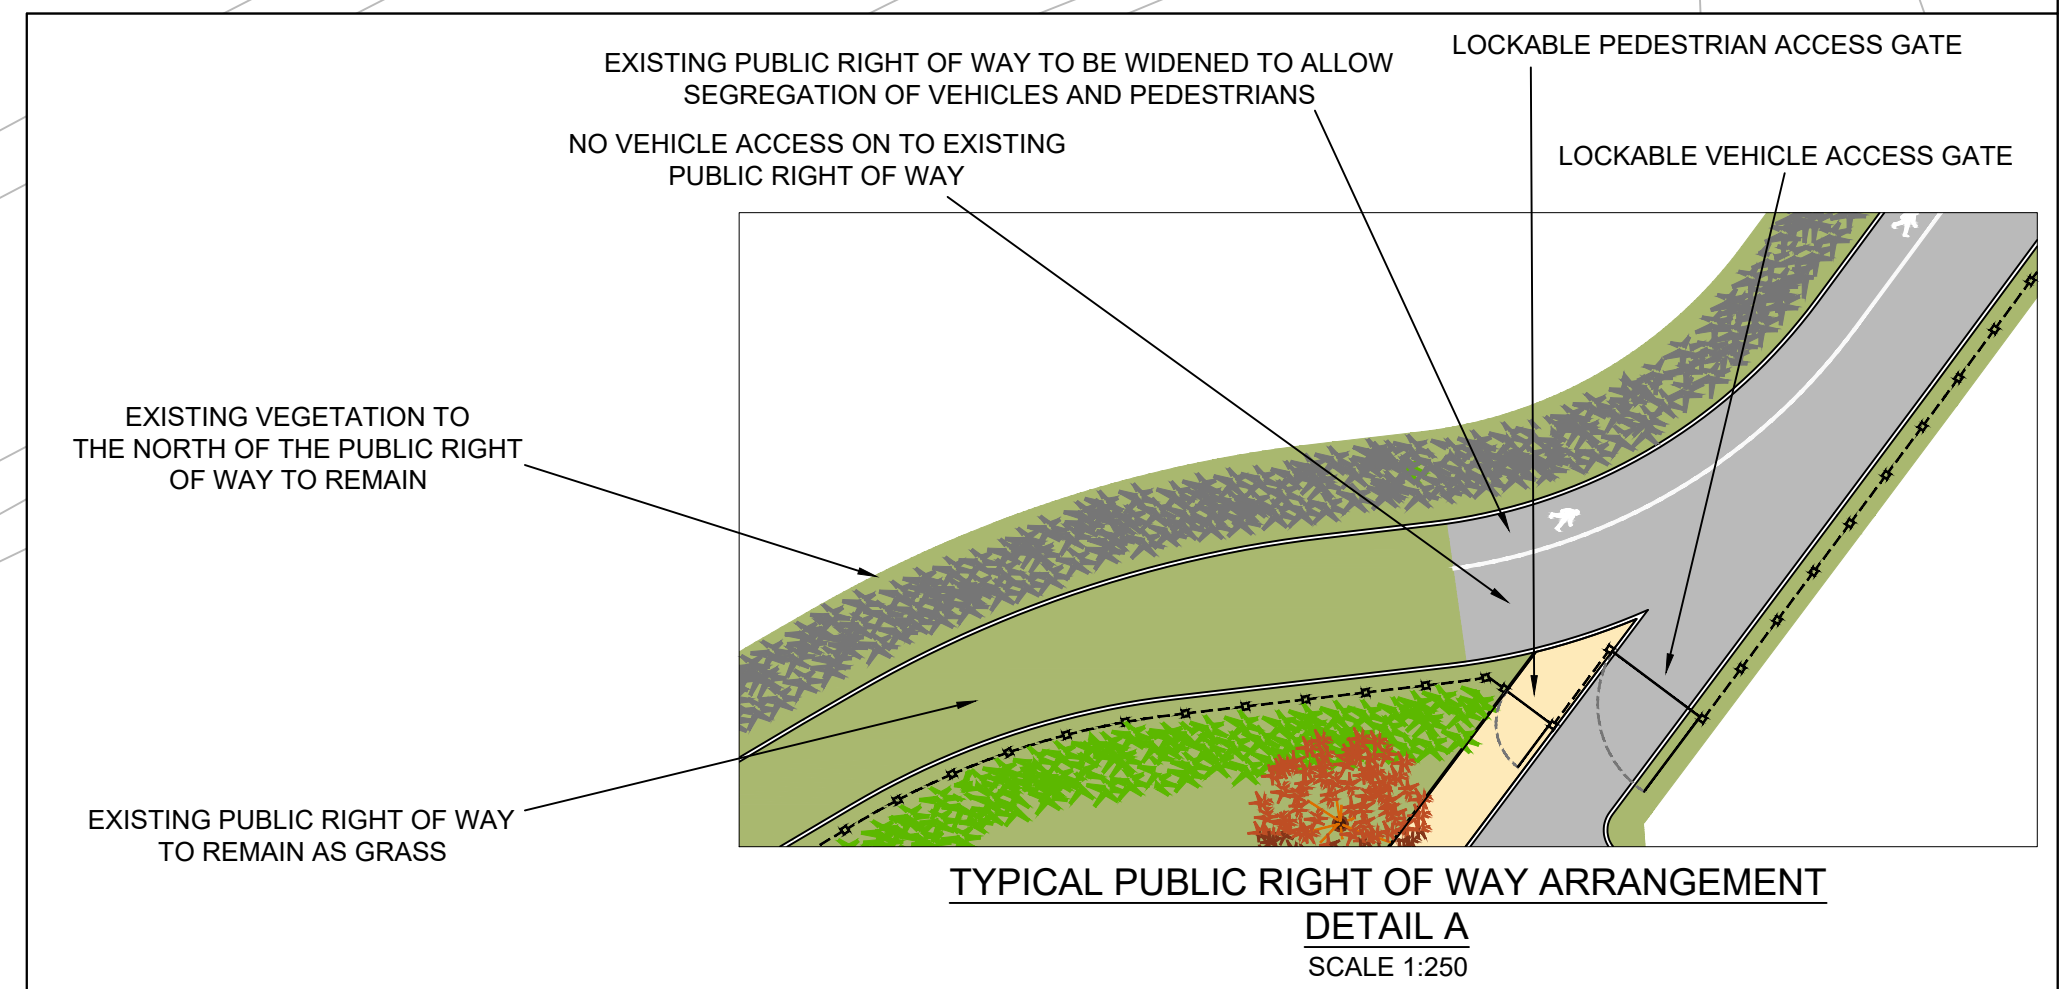 EXISTING PUBLIC RIGHT OF WAY TO BE WIDENED TO ALLOW
SEGREGATION OF VEHICLES AND PEDESTRIANS
LOCKABLE PEDESTRIAN ACCESS GATE
NO VEHICLE ACCESS ON TO EXISTING
PUBLIC RIGHT OF WAY
LOCKABLE VEHICLE ACCESS GATE
EXISTING VEGETATION TO
THE NORTH OF THE PUBLIC RIGHT
OF WAY TO REMAIN
EXISTING PUBLIC RIGHT OF WAY
TO REMAIN AS GRASS
TYPICAL PUBLIC RIGHT OF WAY ARRANGEMENT
DETAIL A
SCALE 1:250